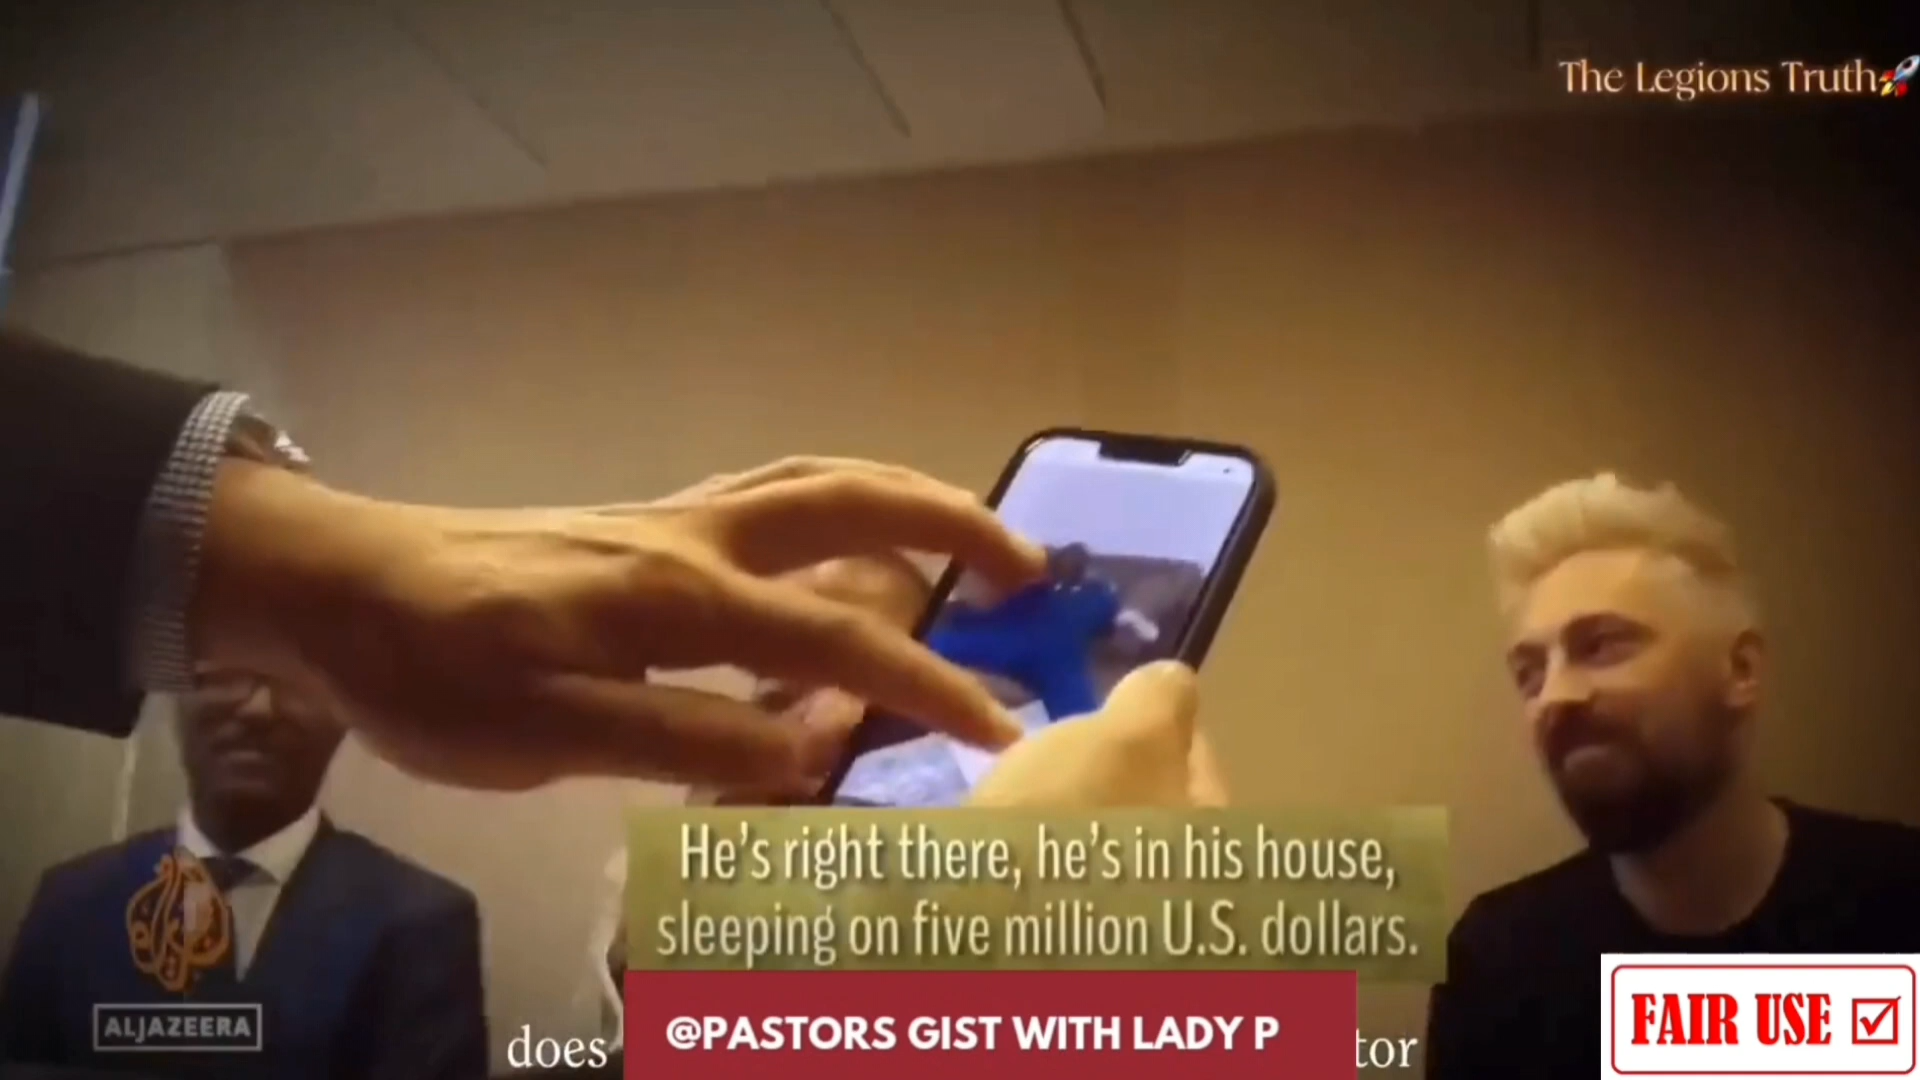 The Legions Truth
He's right there, he's in his house,
sleeping on five million U.S. dollars.
ALJAZEERA
@PASTORS GIST WITH LADY P
does
tor
FAIR USE